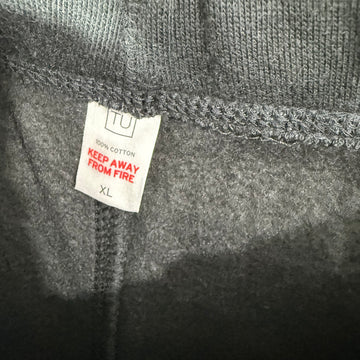 TU
100% COTTON
KEEP AWAY
FROM FIRE
XL